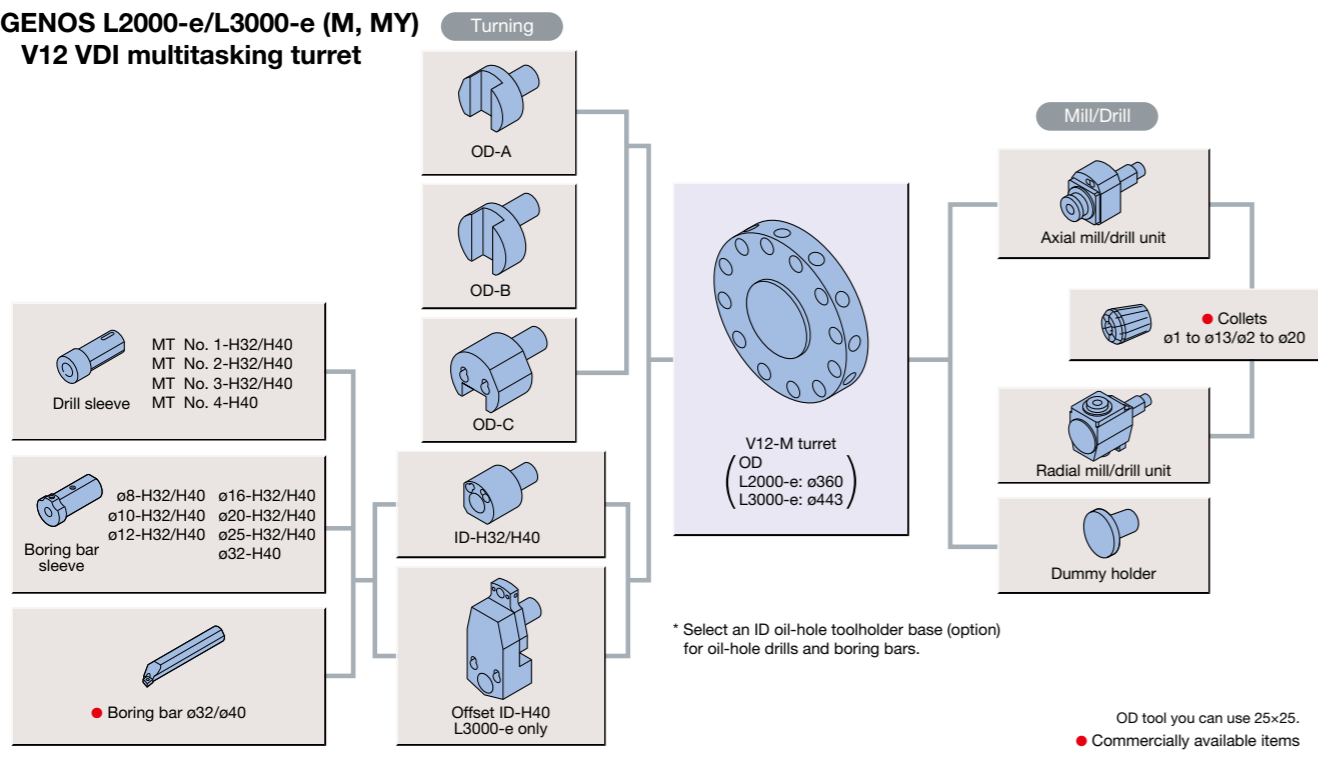 GENOS L2000-e/L3000-e (M, MY)
V12 VDI multitasking turret
Turning
OD-A
OD-B
OD-C
Drill sleeve
MT No. 1-H32/H40
MT No. 2-H32/H40
MT No. 3-H32/H40
MT No. 4-H40
Boring bar
sleeve
ø8-H32/H40 ø16-H32/H40
ø10-H32/H40 ø20-H32/H40
ø12-H32/H40 ø25-H32/H40
ø32-H40
● Boring bar ø32/ø40
ID-H32/H40
Offset ID-H40
L3000-e only
V12-M turret
(OD
L2000-e: ø360
L3000-e: ø443)
Mill/Drill
Axial mill/drill unit
● Collets
ø1 to ø13/ø2 to ø20
Radial mill/drill unit
Dummy holder
* Select an ID oil-hole toolholder base (option)
for oil-hole drills and boring bars.
OD tool you can use 25×25.
● Commercially available items